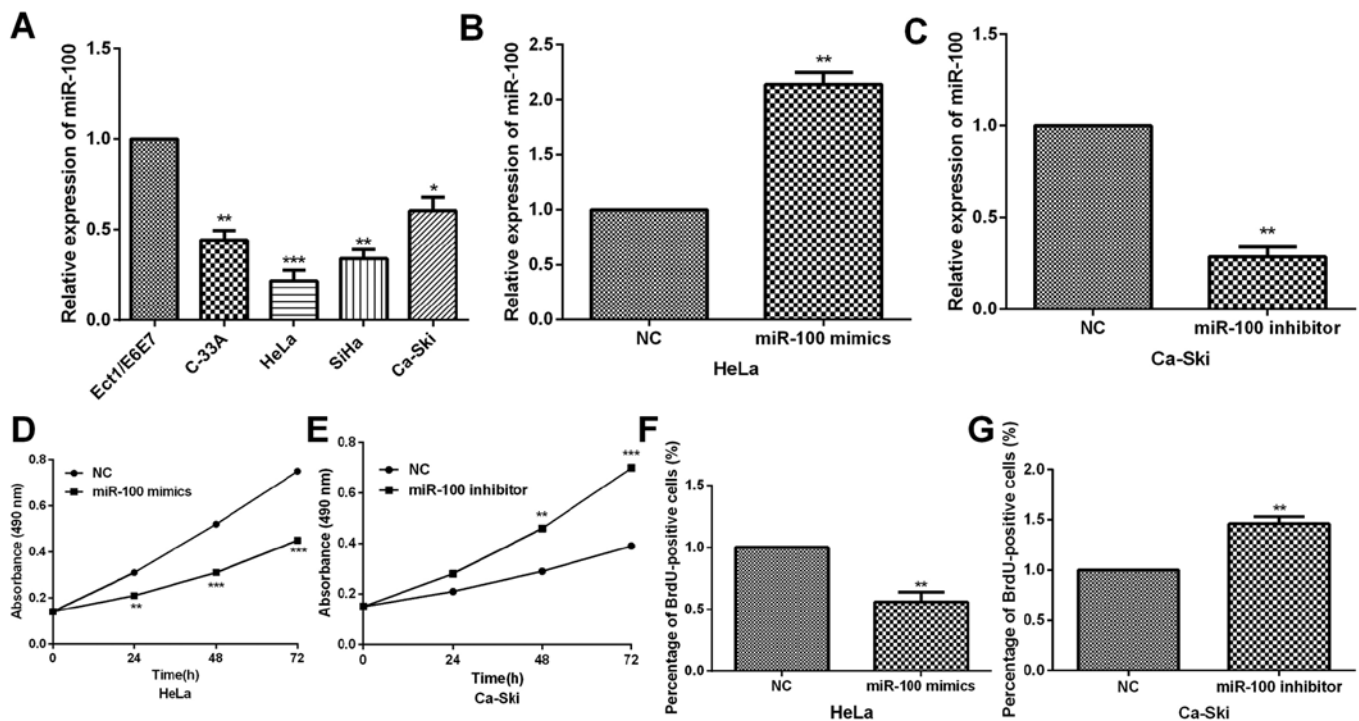 A
Relative expression of miR-100
1.5
1.0
0.5
0.0
**
***
**
*
Ect1/E6E7
C-33A
HeLa
SiHa
Ca-Ski
B
Relative expression of miR-100
2.5
2.0
1.5
1.0
0.5
0.0
**
NC
miR-100 mimics
HeLa
C
Relative expression of miR-100
1.5
1.0
0.5
0.0
**
NC
miR-100 inhibitor
Ca-Ski
D
Absorbance (490 nm)
0.8
0.6
0.4
0.2
0.0
NC
miR-100 mimics
**
***
***
0
24
48
72
Time(h)
HeLa
E
Absorbance (490 nm)
0.8
0.6
0.4
0.2
0.0
NC
miR-100 inhibitor
**
***
0
24
48
72
Time(h)
Ca-Ski
F
Percentage of BrdU-positive cells (%)
1.5
1.0
0.5
0.0
**
NC
miR-100 mimics
HeLa
G
Percentage of BrdU-positive cells (%)
2.0
1.5
1.0
0.5
0.0
**
NC
miR-100 inhibitor
Ca-Ski